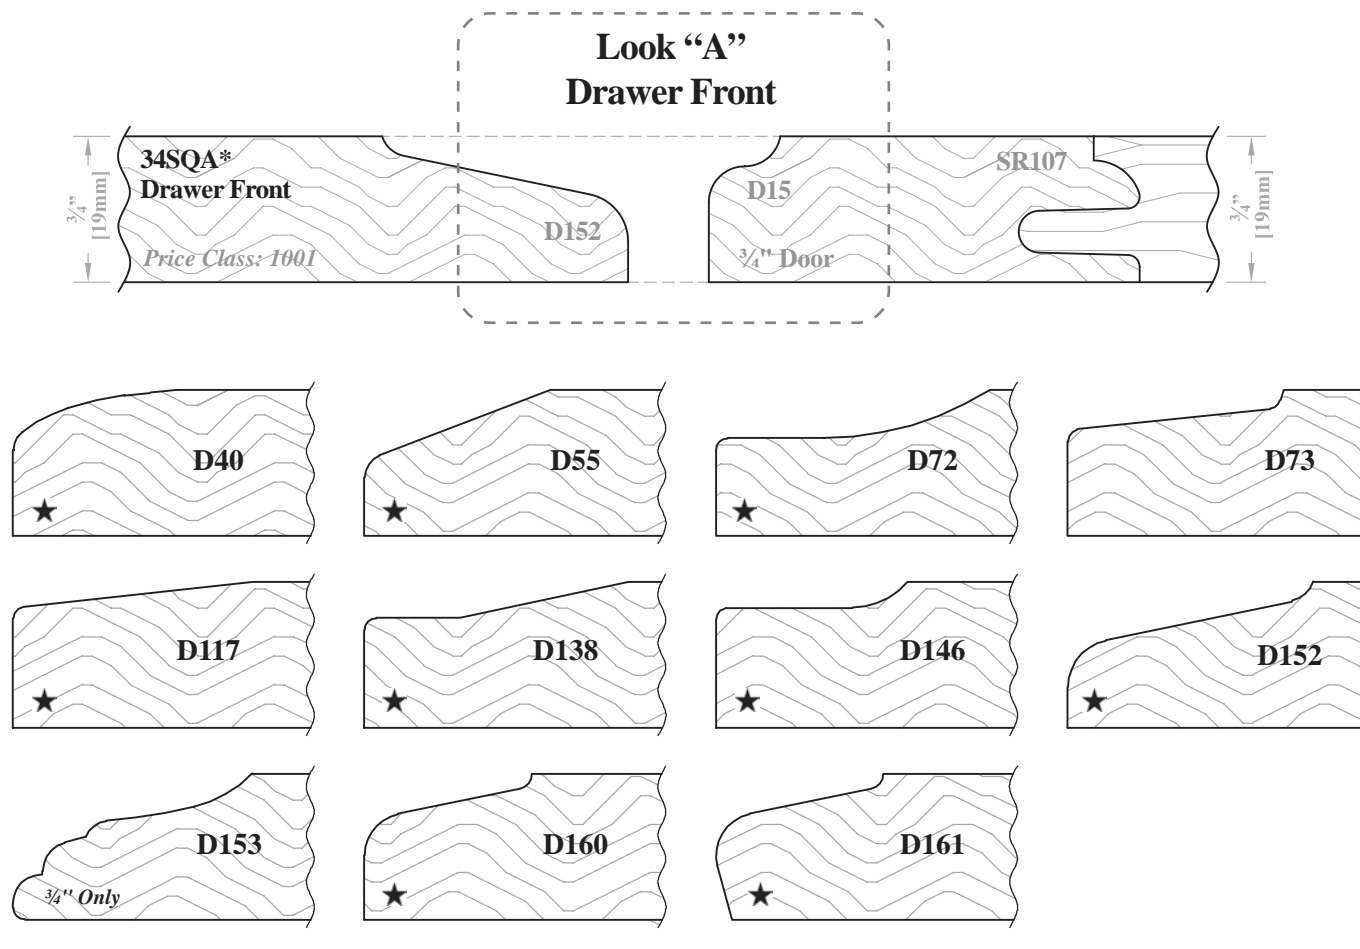 Look “A”
Drawer Front
34SQA*
Drawer Front
SR107
D15
D152
Price Class: 1001
¾" Door
¾”
[19mm]
¾”
[19mm]
D40
D55
D72
D73
D117
D138
D146
D152
D153
¾" Only
D160
D161